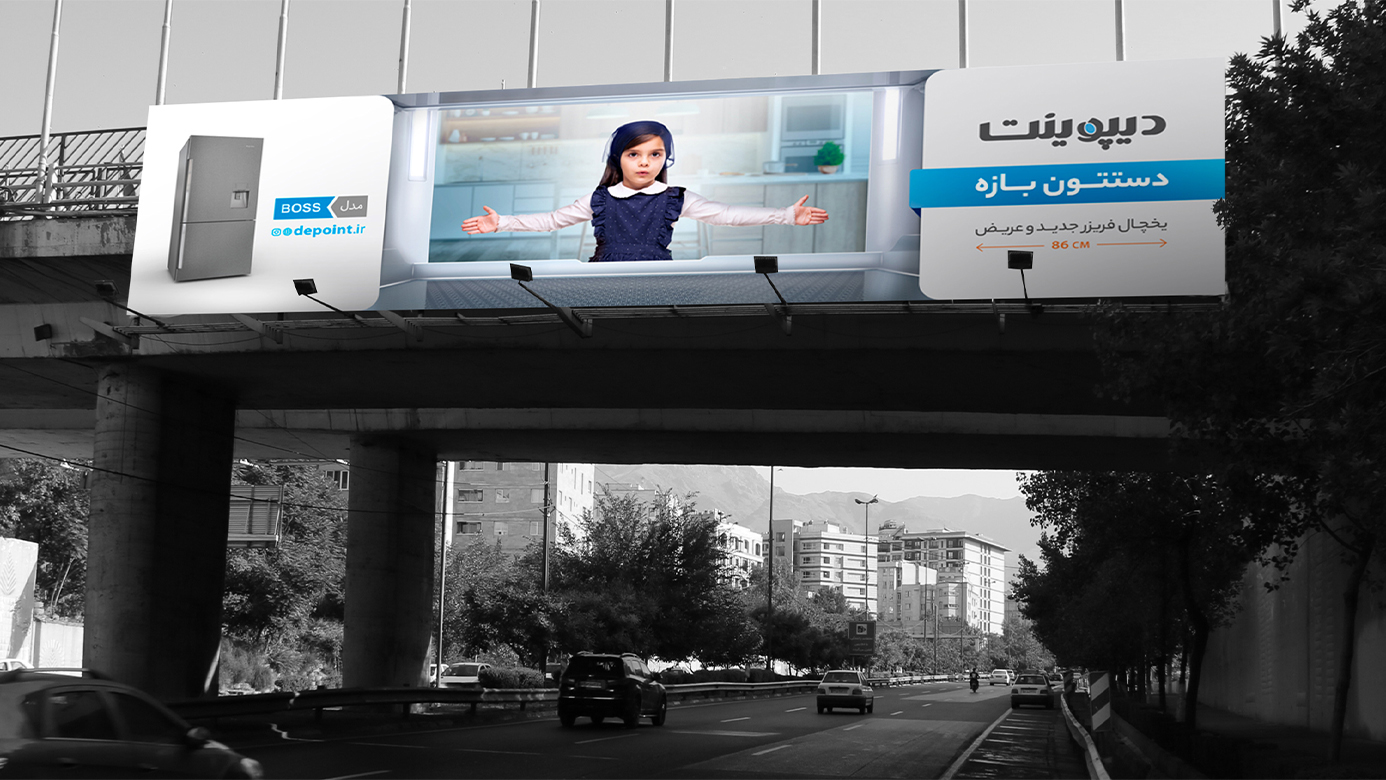 دیپوینت
دستتون بازه
یخچال فریزر جدید و عریض
86 CM
مدل BOSS
depoint.ir